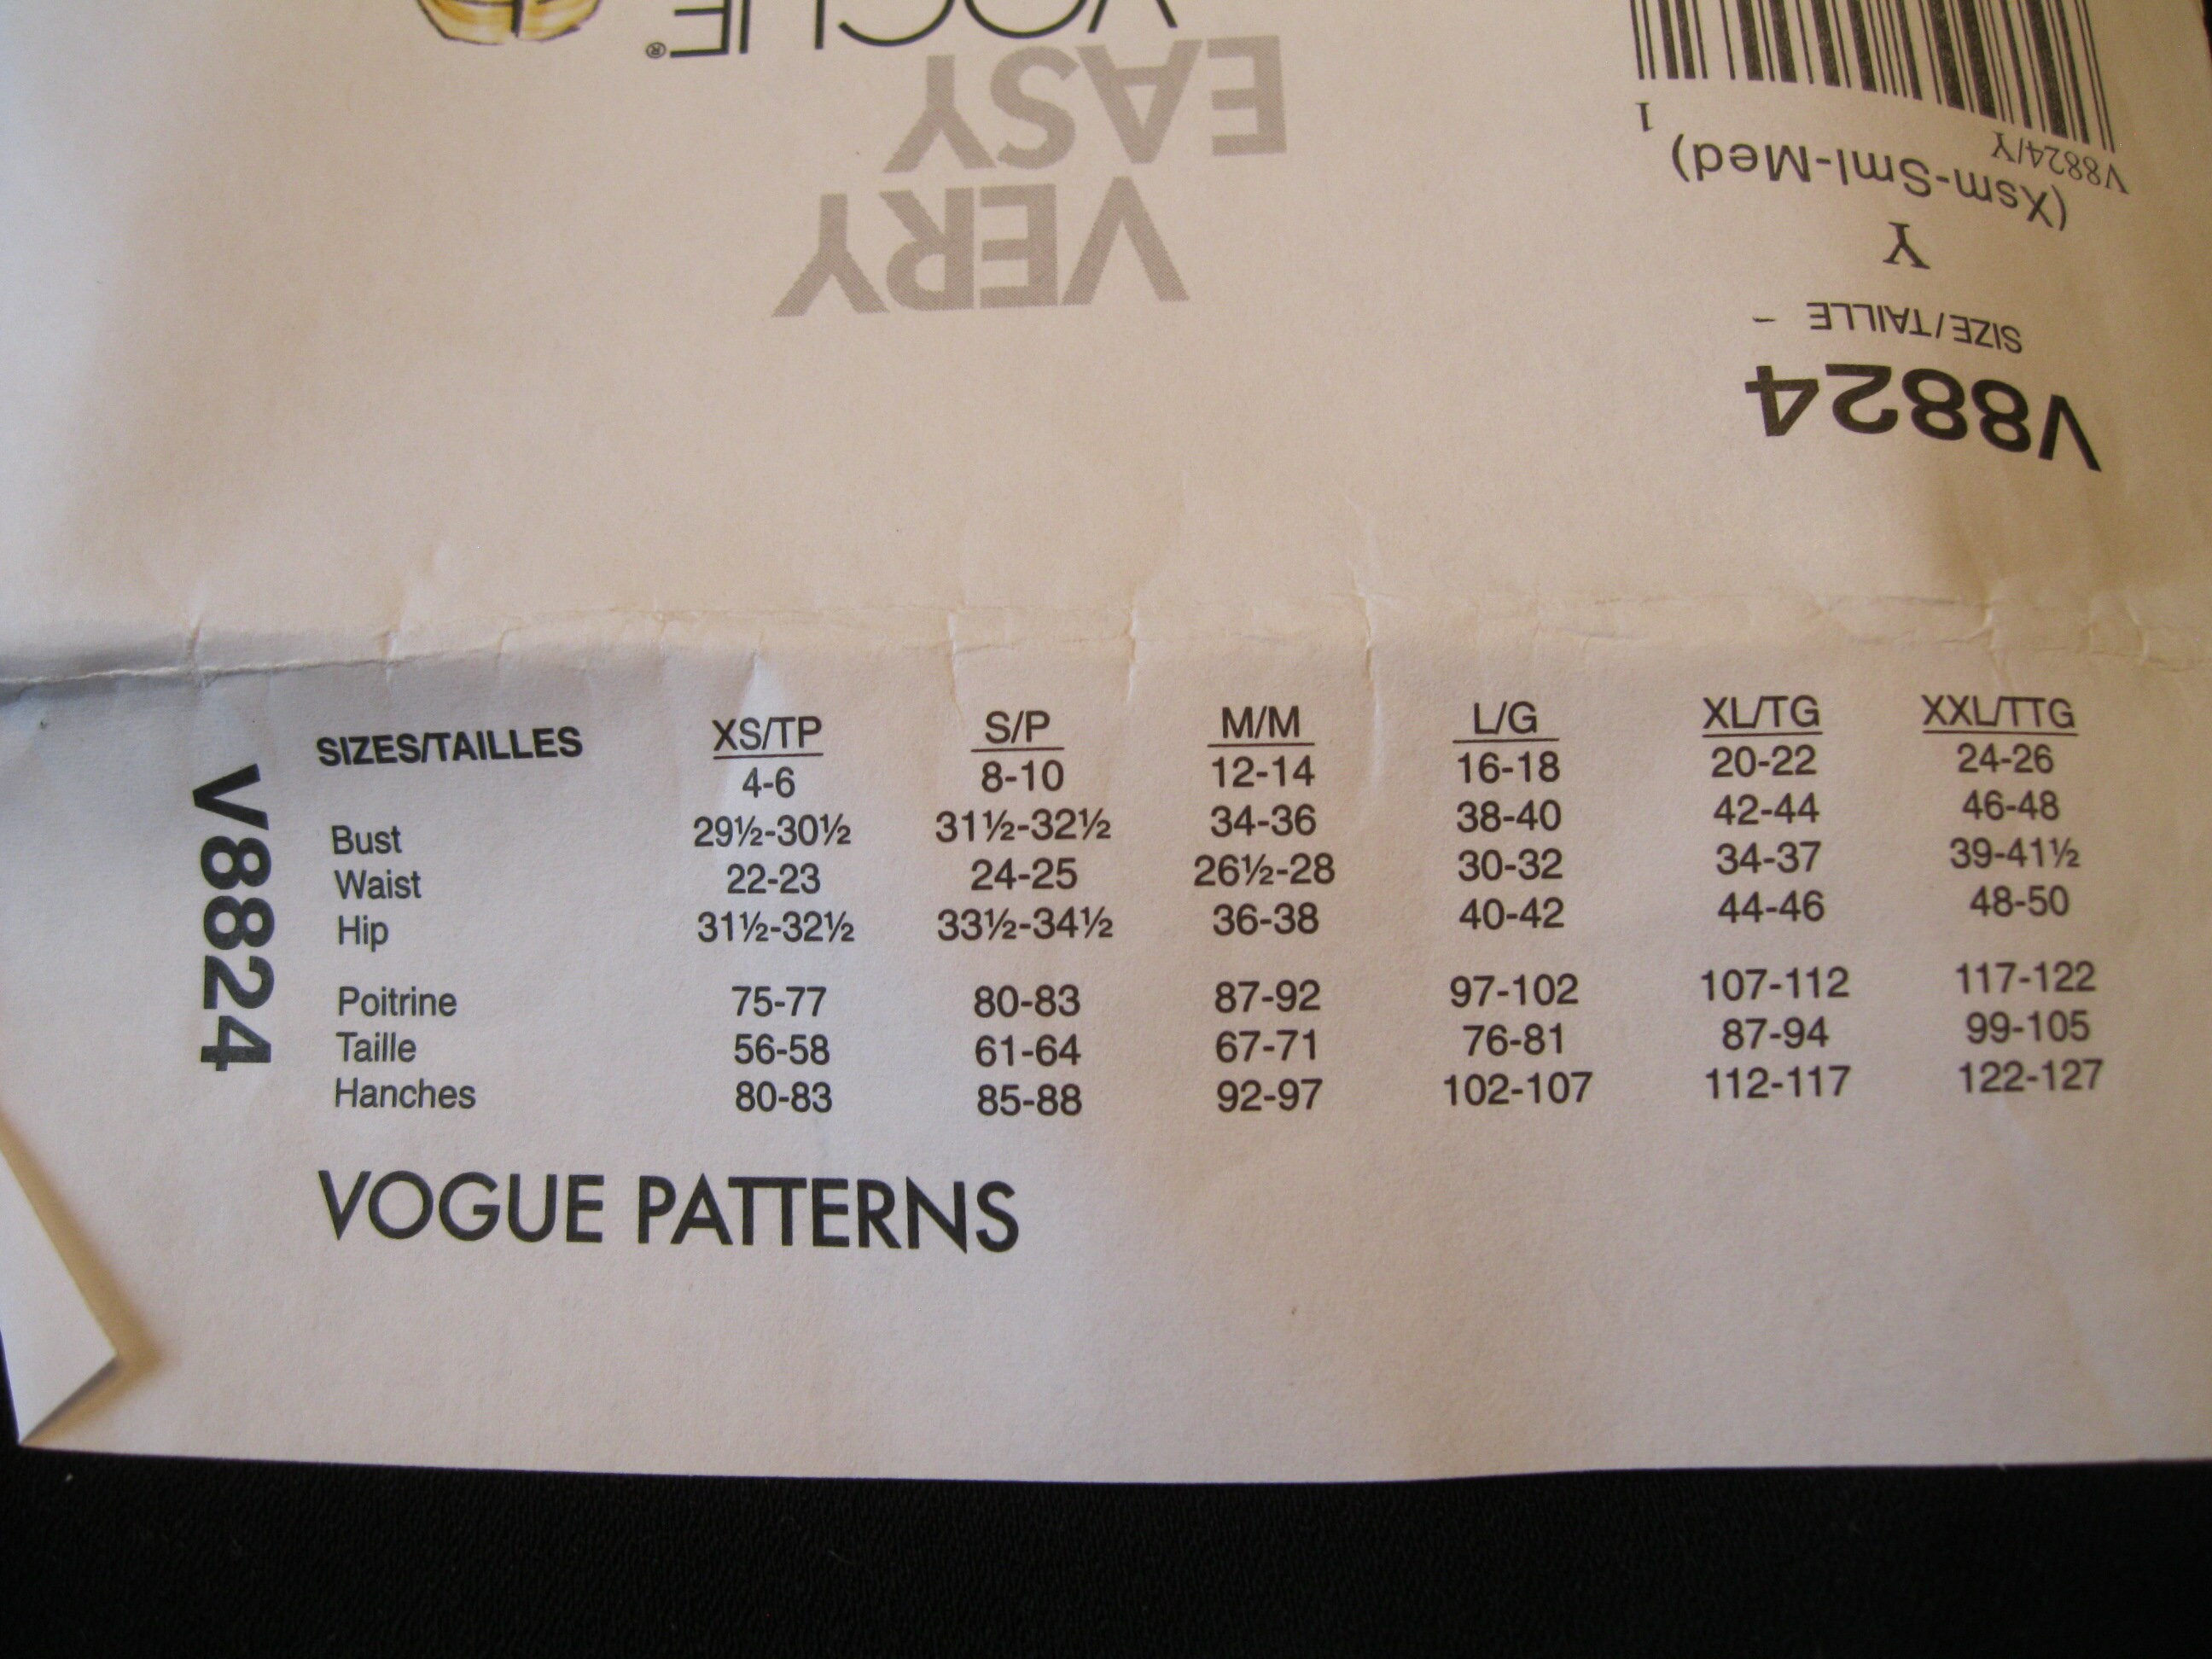 VOGUE®
VERY
EASY
1
V8824/Y
(Xsm-Sml-Med)
Y
SIZE/TAILLE -
V8824
V8824
SIZES/TAILLES XS/TP S/P M/M L/G XL/TG XXL/TTG
4-6 8-10 12-14 16-18 20-22 24-26
Bust 29½-30½ 31½-32½ 34-36 38-40 42-44 46-48
Waist 22-23 24-25 26½-28 30-32 34-37 39-41½
Hip 31½-32½ 33½-34½ 36-38 40-42 44-46 48-50
Poitrine 75-77 80-83 87-92 97-102 107-112 117-122
Taille 56-58 61-64 67-71 76-81 87-94 99-105
Hanches 80-83 85-88 92-97 102-107 112-117 122-127
VOGUE PATTERNS